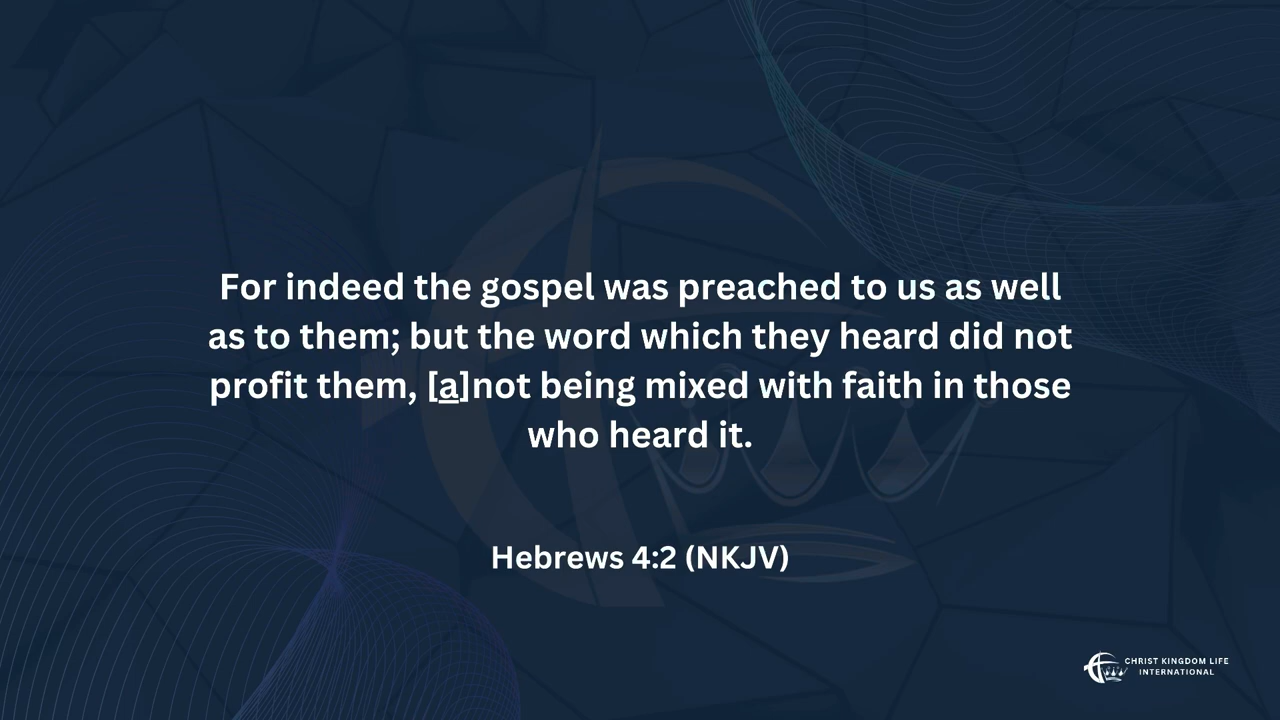 For indeed the gospel was preached to us as well
as to them; but the word which they heard did not
profit them, [a]not being mixed with faith in those
who heard it.
Hebrews 4:2 (NKJV)
CHRIST KINGDOM LIFE
INTERNATIONAL